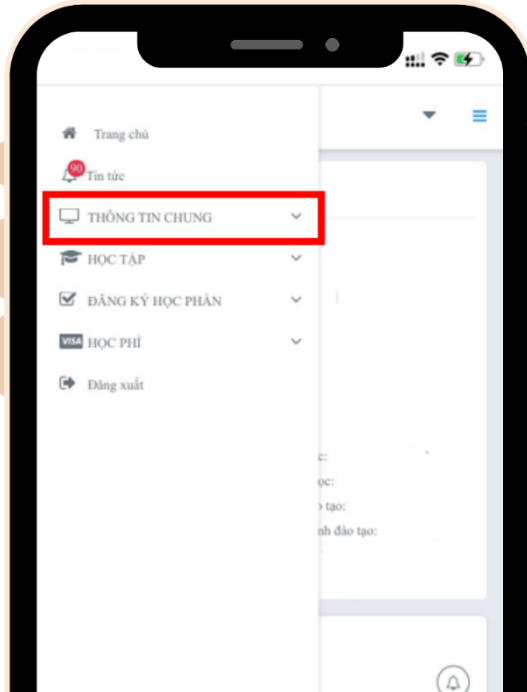 Trang chủ
90
Tin tức
THÔNG TIN CHUNG
HỌC TẬP
ĐĂNG KÝ HỌC PHẦN
VISA HỌC PHÍ
Đăng xuất
c:
ọc:
tạo:
nh đào tạo: